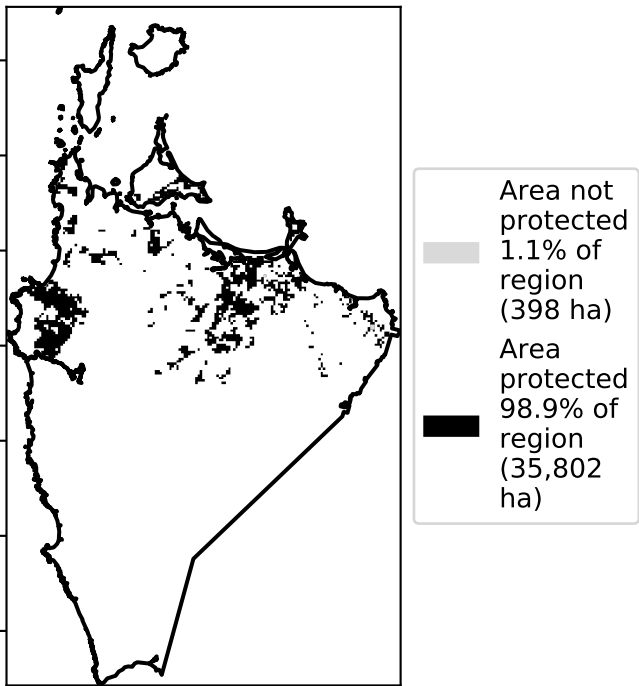 Area not
protected
1.1% of
region
(398 ha)
Area
protected
98.9% of
region
(35,802
ha)